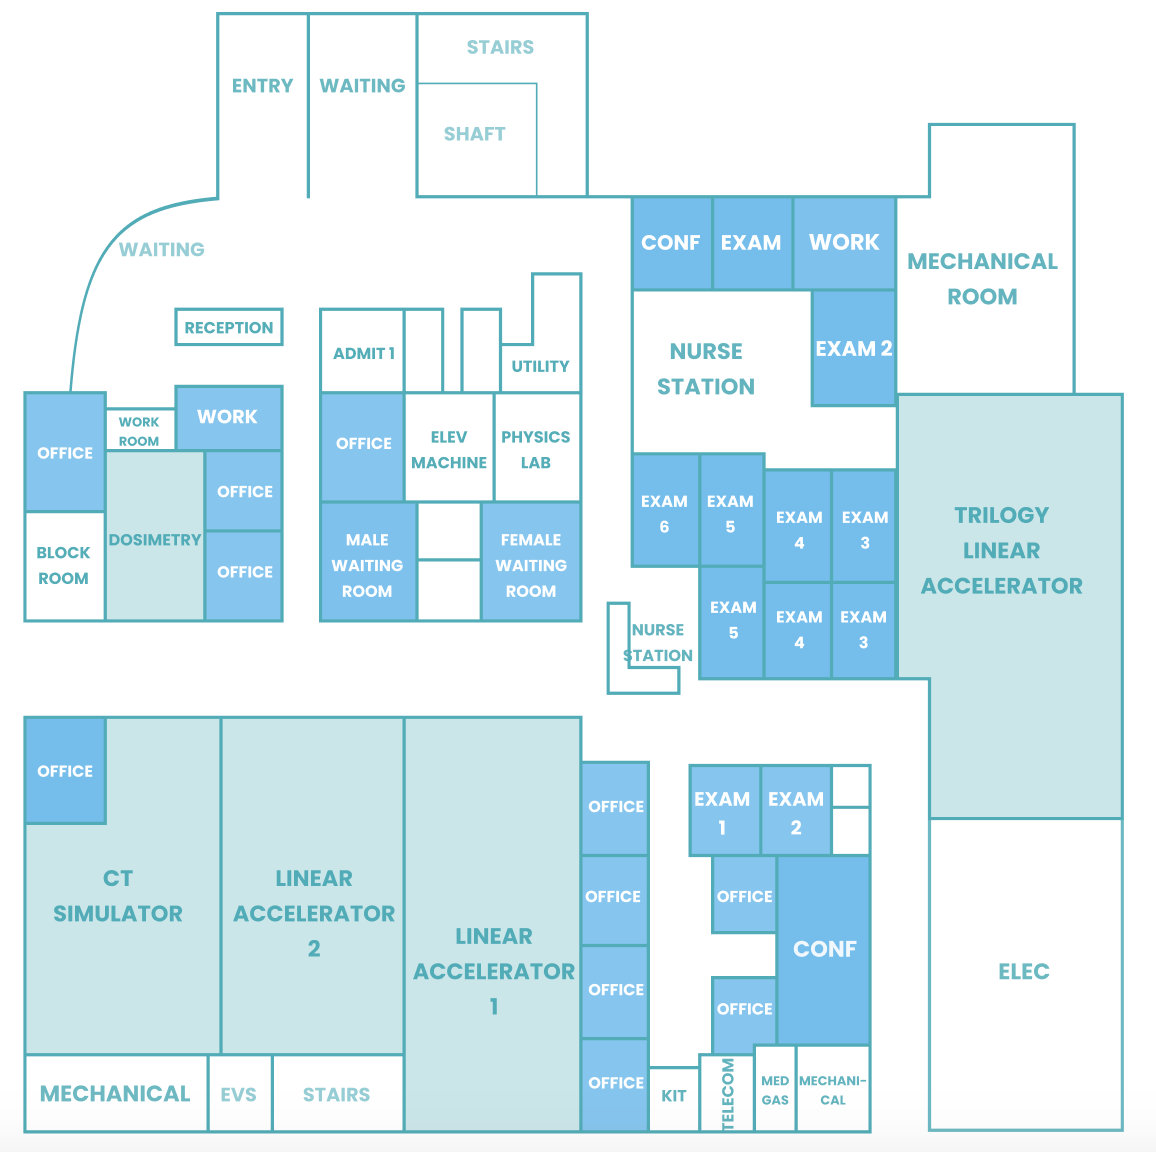 STAIRS
ENTRY
WAITING
SHAFT
WAITING
CONF
EXAM
WORK
MECHANICAL
ROOM
RECEPTION
ADMIT 1
UTILITY
NURSE
STATION
EXAM 2
WORK
ROOM
WORK
OFFICE
OFFICE
DOSIMETRY
OFFICE
BLOCK
ROOM
OFFICE
ELEV
MACHINE
PHYSICS
LAB
MALE
WAITING
ROOM
FEMALE
WAITING
ROOM
EXAM
6
EXAM
5
EXAM
4
EXAM
3
EXAM
5
EXAM
4
EXAM
3
TRILOGY
LINEAR
ACCELERATOR
NURSE
STATION
OFFICE
CT
SIMULATOR
LINEAR
ACCELERATOR
2
LINEAR
ACCELERATOR
1
OFFICE
OFFICE
OFFICE
OFFICE
EXAM
1
EXAM
2
OFFICE
CONF
OFFICE
ELEC
MECHANICAL
EVS
STAIRS
KIT
TELECOM
MED
GAS
MECHANI-
CAL